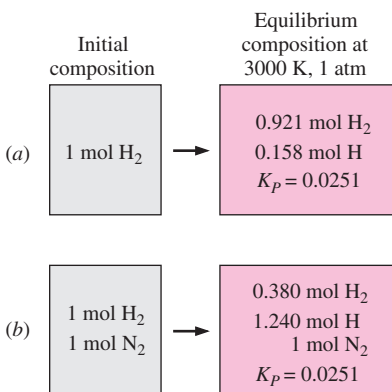 Initial
composition
Equilibrium
composition at
3000 K, 1 atm
(a)
1 mol H₂
0.921 mol H₂
0.158 mol H
K_P = 0.0251
(b)
1 mol H₂
1 mol N₂
0.380 mol H₂
1.240 mol H
1 mol N₂
K_P = 0.0251